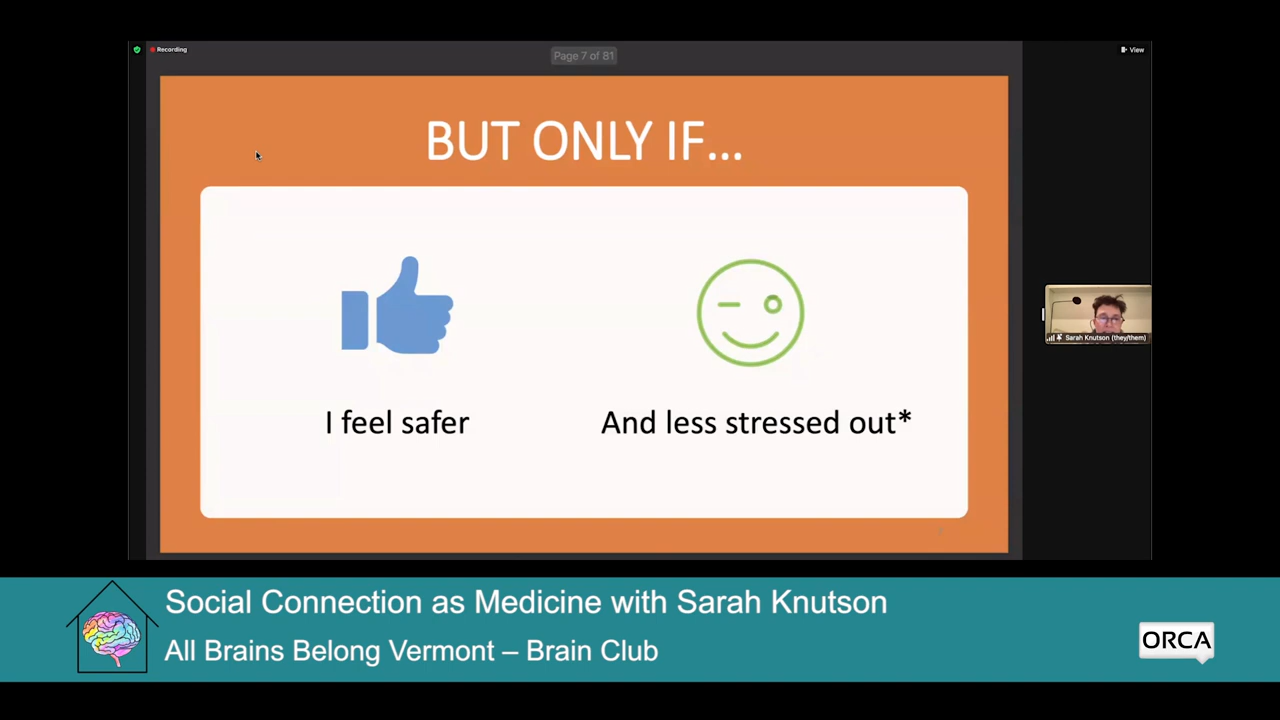 Recording
Page 7 of 81
View
BUT ONLY IF...
I feel safer
And less stressed out*
Sarah Knutson (they/them)
Social Connection as Medicine with Sarah Knutson
All Brains Belong Vermont – Brain Club
ORCA